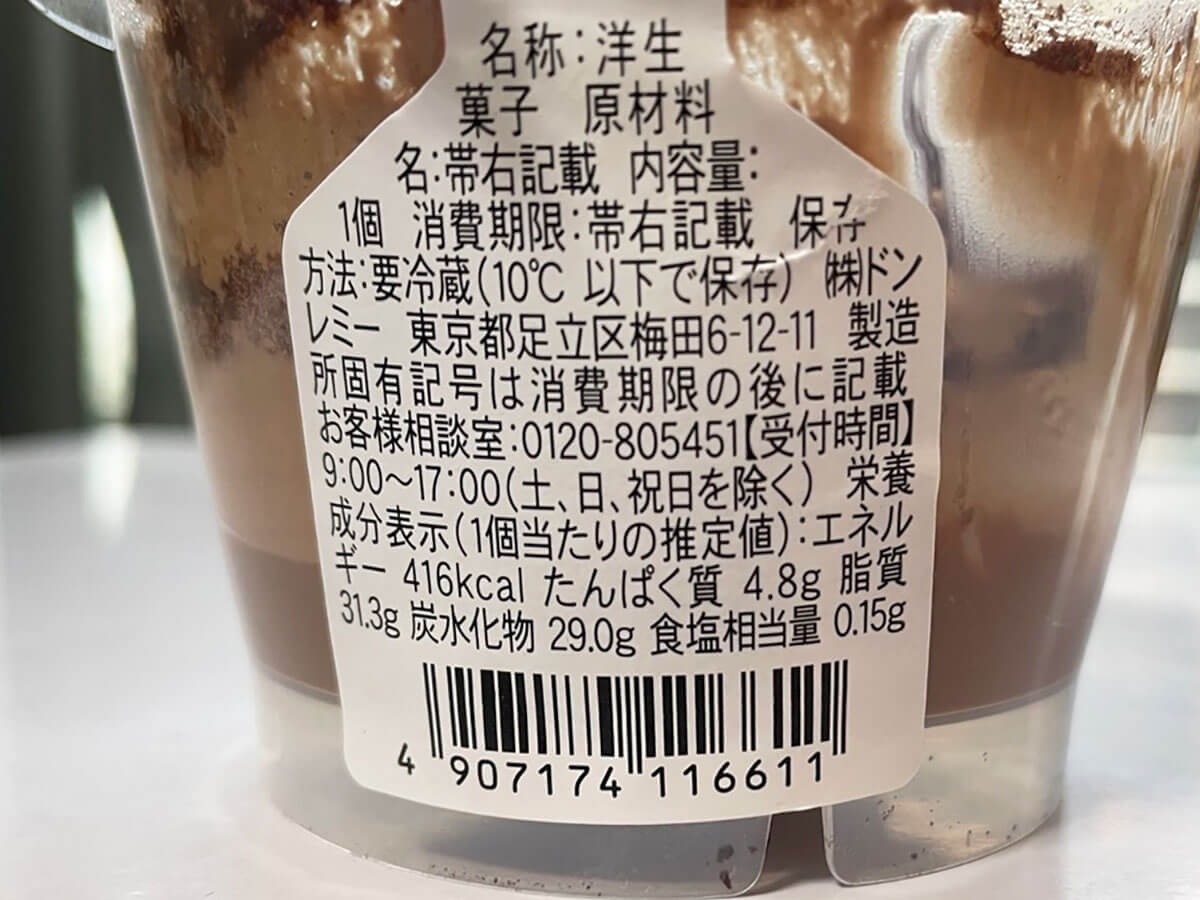 名称:洋生
菓子 原材料
名:帯右記載 内容量:
1個 消費期限:帯右記載 保存
方法:要冷蔵(10℃ 以下で保存) ㈱ドン
レミー 東京都足立区梅田6-12-11 製造
所固有記号は消費期限の後に記載
お客様相談室:0120-805451【受付時間】
9:00~17:00(土、日、祝日を除く) 栄養
成分表示(1個当たりの推定値):エネル
ギー 416kcal たんぱく質 4.8g 脂質
31.3g 炭水化物 29.0g 食塩相当量 0.15g
4 907174 116611